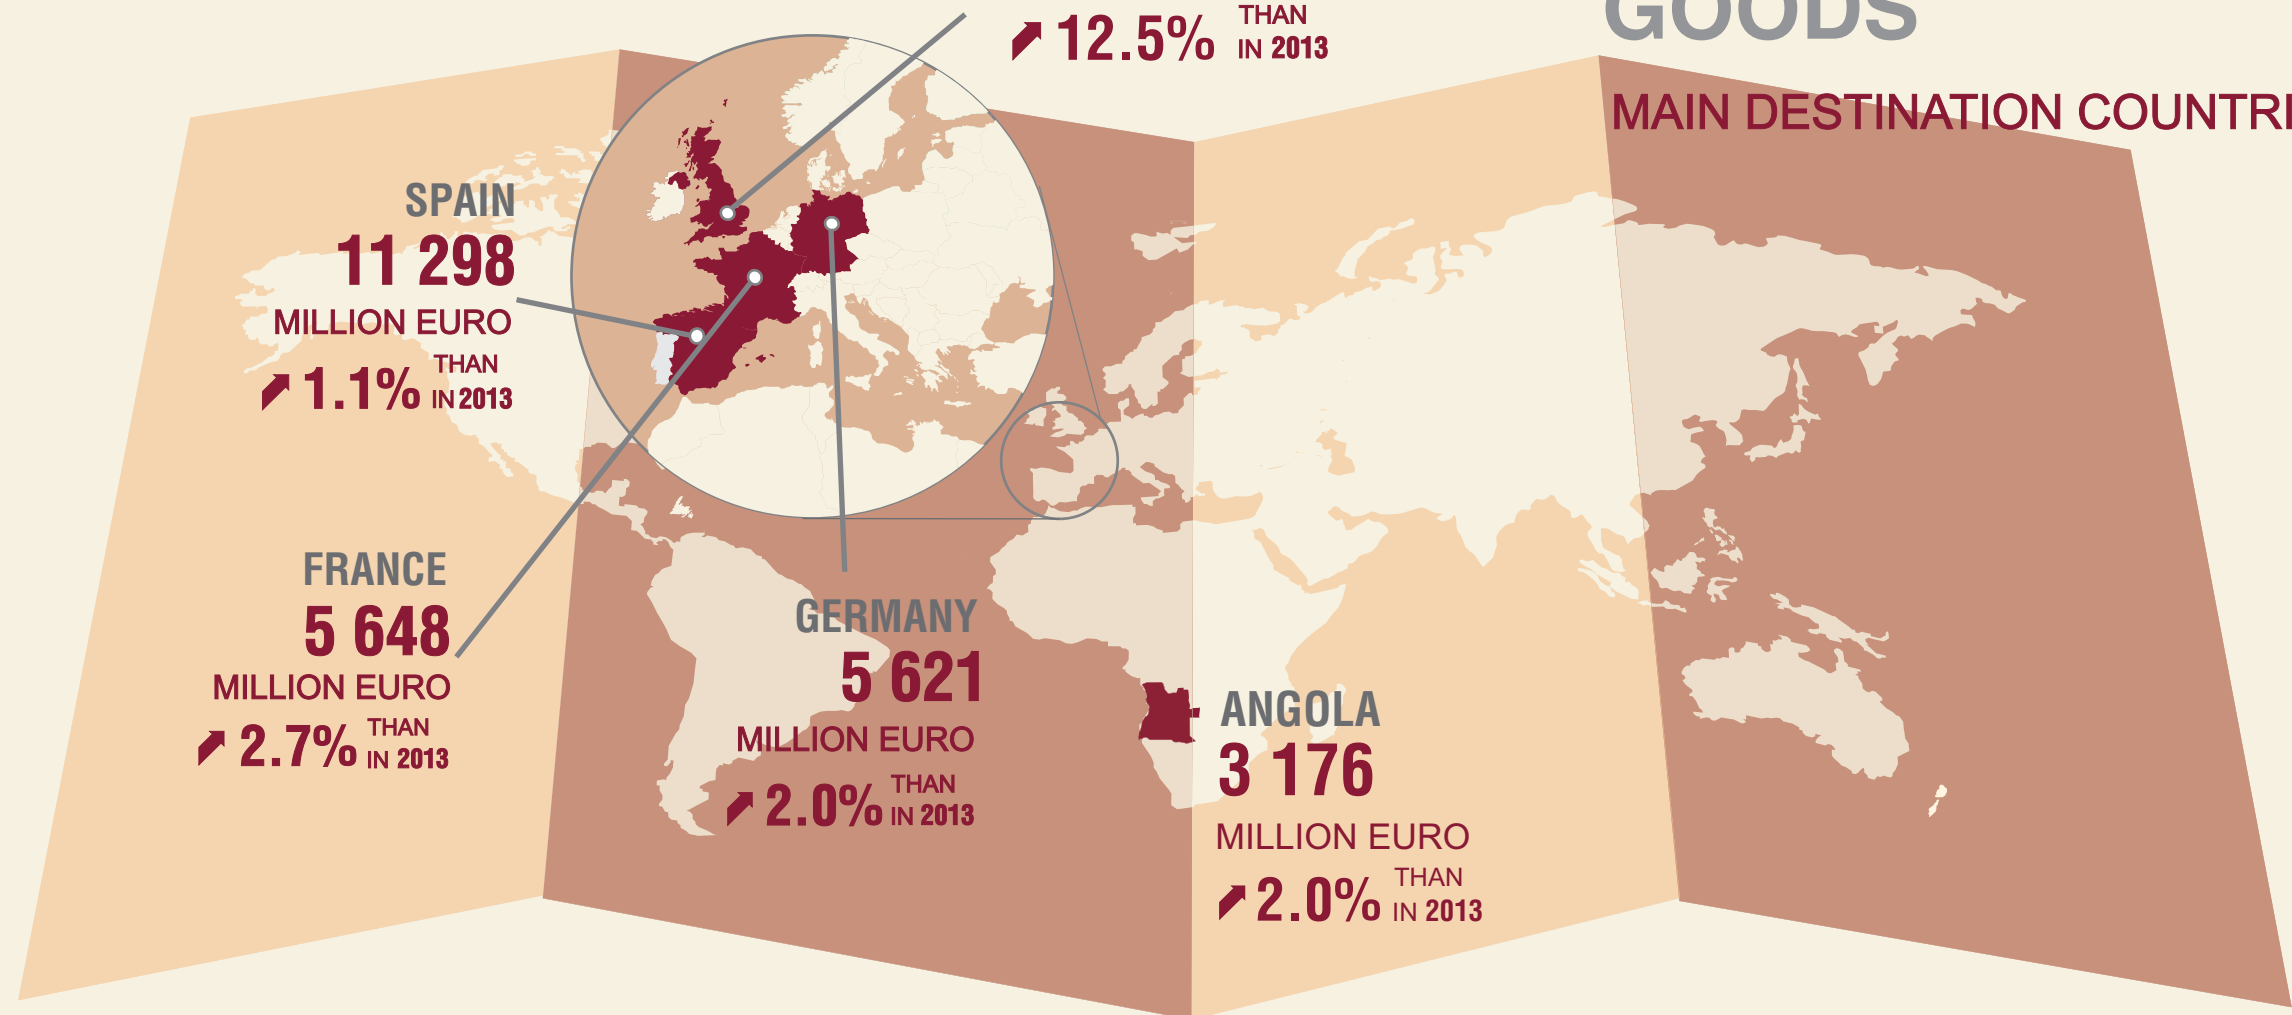 THAN
12.5% IN 2013
GOODS
MAIN DESTINATION COUNTRI
SPAIN
11 298
MILLION EURO
THAN
1.1% IN 2013
FRANCE
5 648
MILLION EURO
THAN
2.7% IN 2013
GERMANY
5 621
MILLION EURO
THAN
2.0% IN 2013
ANGOLA
3 176
MILLION EURO
THAN
2.0% IN 2013